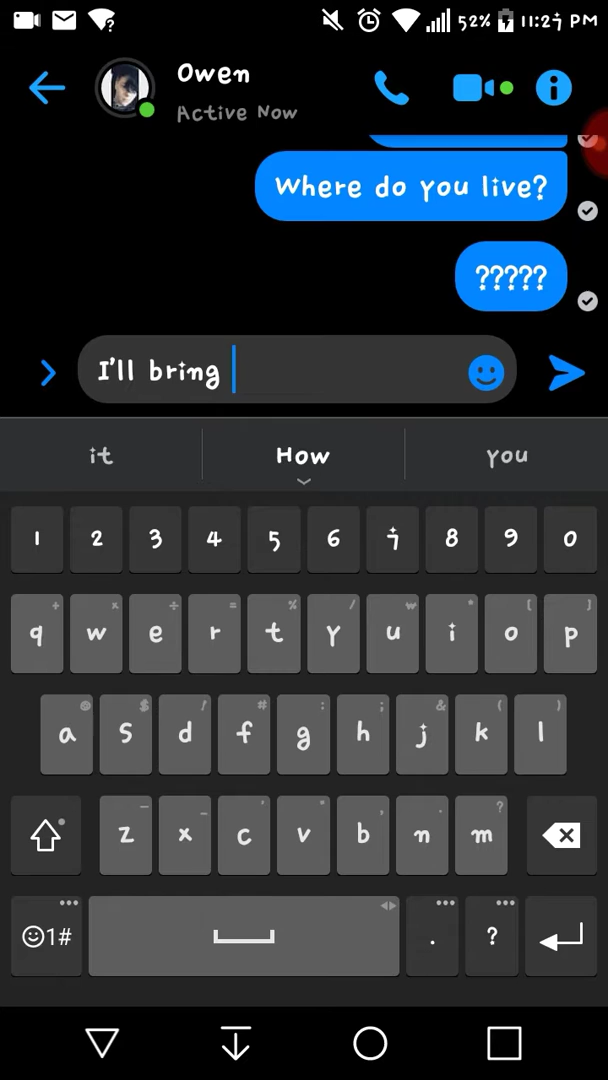 52% 11:27 PM
Owen
Active Now
Where do you live?
?????
I'll bring
it How you
1 2 3 4 5 6 7 8 9 0
q w e r t y u i o p
a s d f g h j k l
z x c v b n m
☺1# . ?